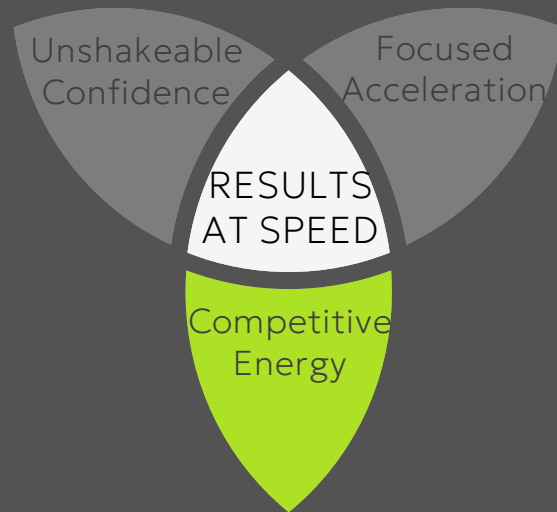 Unshakeable
Confidence
Focused
Acceleration
RESULTS
AT SPEED
Competitive
Energy